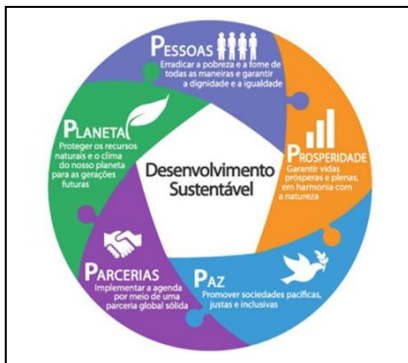 PESSOAS
Erradicar a pobreza e a fome de
todas as maneiras e garantir
a dignidade e a igualdade
PLANETA
Proteger os recursos
naturais e o clima
do nosso planeta
para as gerações
futuras
Desenvolvimento
Sustentável
PROSPERIDADE
Garantir vidas
prósperas e plenas,
em harmonia com
a natureza
PARCERIAS
Implementar a agenda
por meio de uma
parceria global sólida
PAZ
Promover sociedades pacíficas,
justas e inclusivas